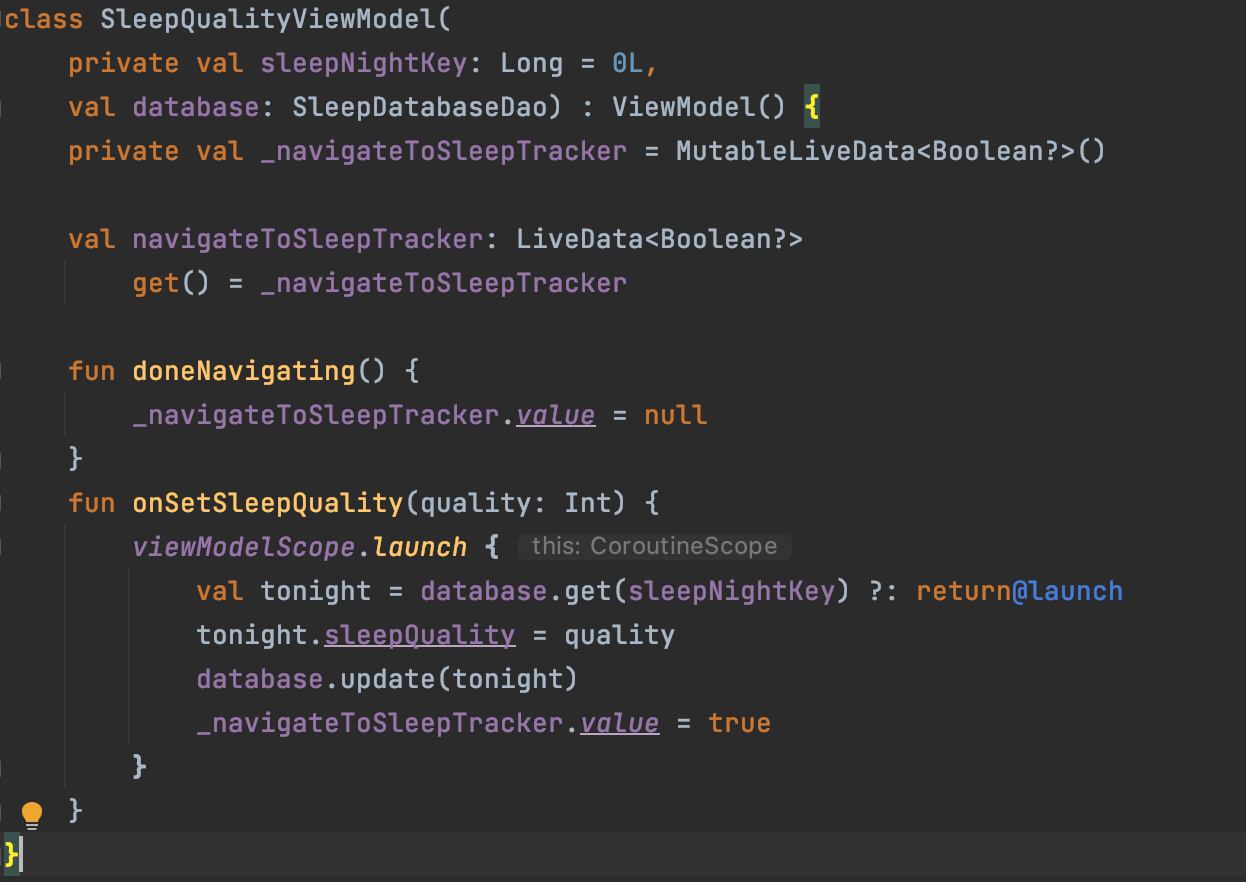 class SleepQualityViewModel(
    private val sleepNightKey: Long = 0L,
    val database: SleepDatabaseDao) : ViewModel() {
    private val _navigateToSleepTracker = MutableLiveData<Boolean?>()

    val navigateToSleepTracker: LiveData<Boolean?>
        get() = _navigateToSleepTracker

    fun doneNavigating() {
        _navigateToSleepTracker.value = null
    }
    fun onSetSleepQuality(quality: Int) {
        viewModelScope.launch { this: CoroutineScope
            val tonight = database.get(sleepNightKey) ?: return@launch
            tonight.sleepQuality = quality
            database.update(tonight)
            _navigateToSleepTracker.value = true
        }
    }
}